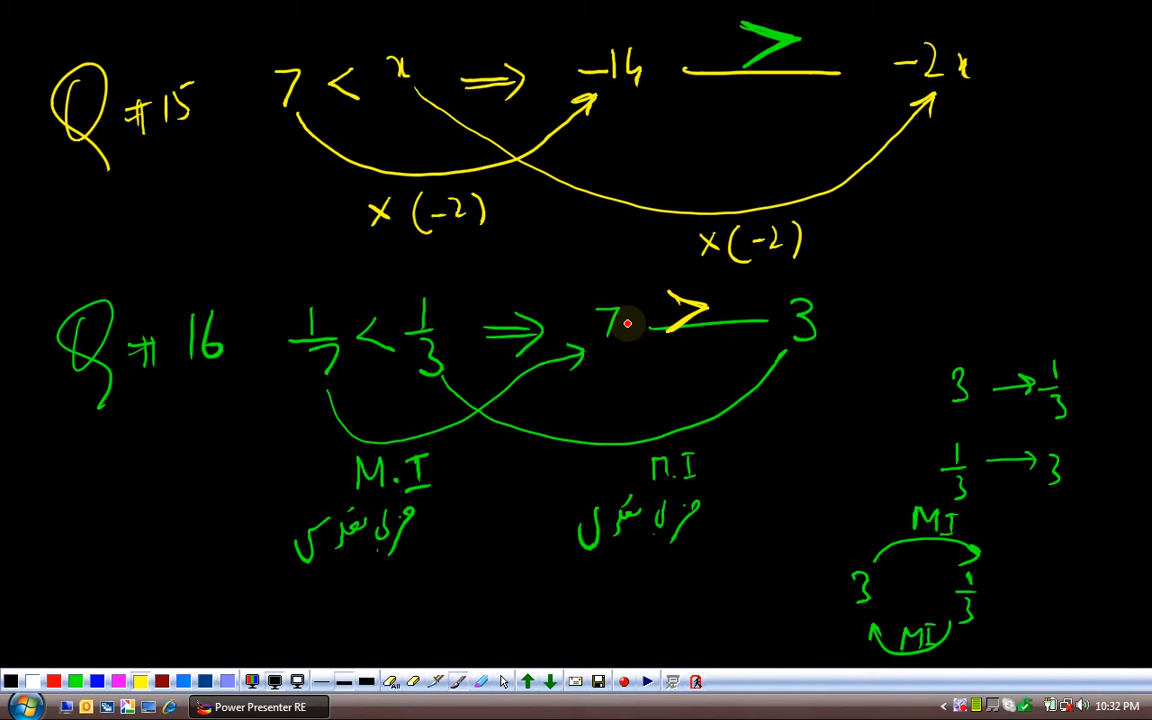 Q # 15 7 < x ⇒ -14 > -2x
x (-2)
x (-2)
Q # 16 1/7 < 1/3 ⇒ 7 > 3
3 → 1/3
M.I M.I
1/3 → 3
MI
3 1/3
MI
Power Presenter RE
10:32 PM